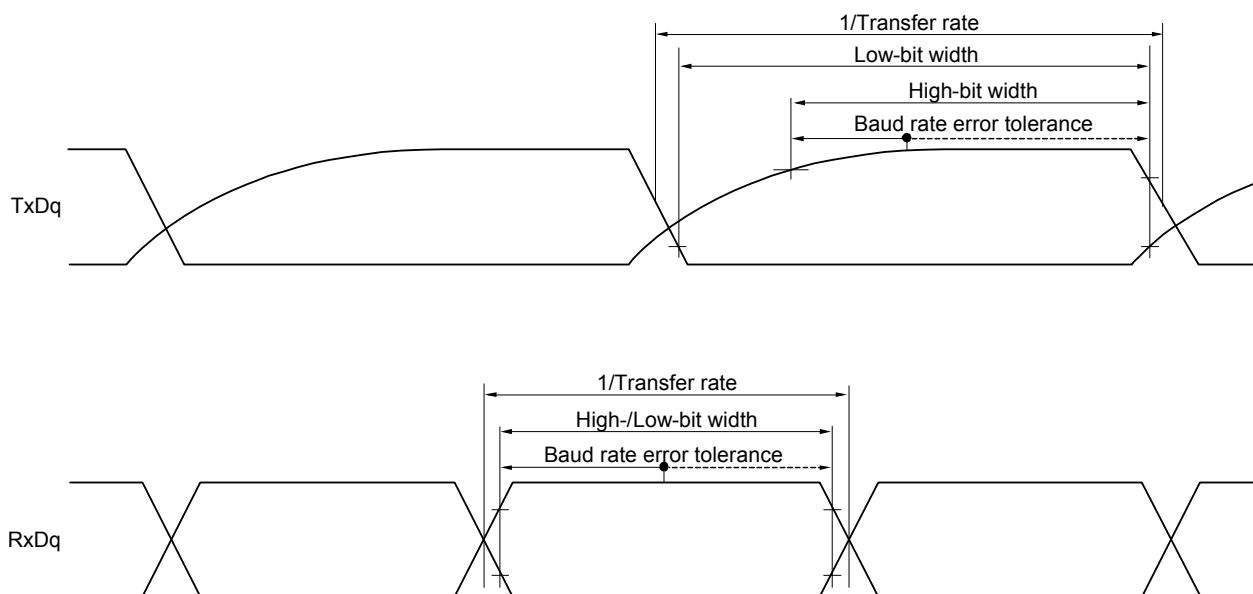 1/Transfer rate
Low-bit width
High-bit width
Baud rate error tolerance
TxDq
1/Transfer rate
High-/Low-bit width
Baud rate error tolerance
RxDq